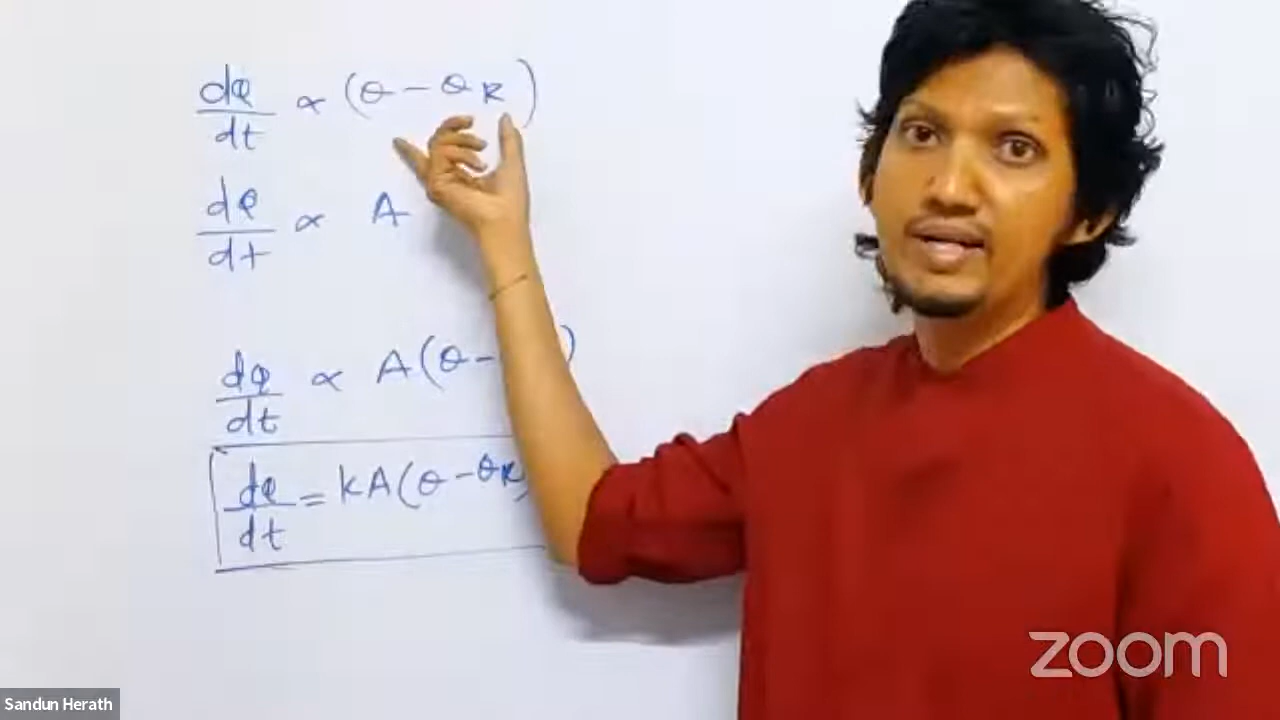 dQ/dt ∝ (θ - θR)
dQ/dt ∝ A
dQ/dt ∝ A(θ-
dQ/dt = kA(θ-θR)
zoom
Sandun Herath